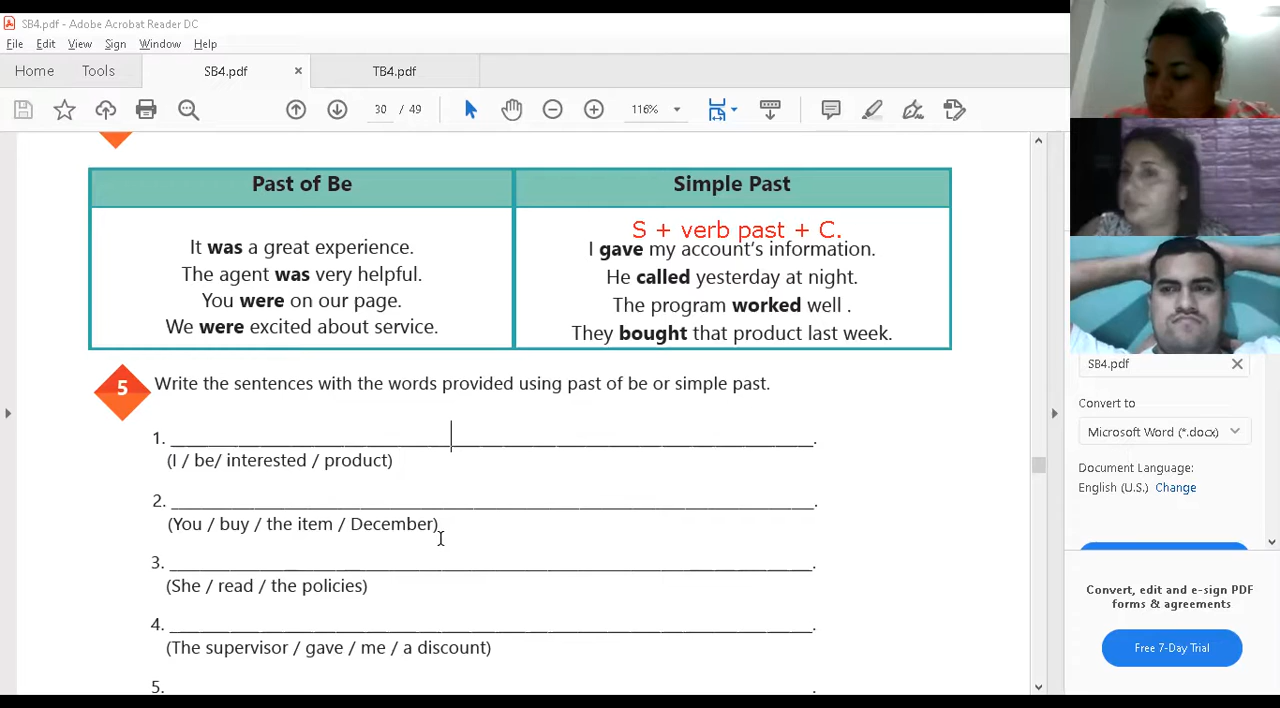 SB4.pdf - Adobe Acrobat Reader DC
File Edit View Sign Window Help
Home Tools SB4.pdf × TB4.pdf
30 / 49 116%
Past of Be Simple Past
S + verb past + C.
It was a great experience. I gave my account's information.
The agent was very helpful. He called yesterday at night.
You were on our page. The program worked well .
We were excited about service. They bought that product last week.
5 Write the sentences with the words provided using past of be or simple past.
1. ______________________________.
(I / be/ interested / product)
2. ______________________________.
(You / buy / the item / December)
3. ______________________________.
(She / read / the policies)
4. ______________________________.
(The supervisor / gave / me / a discount)
5. .
SB4.pdf
Convert to
Microsoft Word (*.docx)
Document Language:
English (U.S.) Change
Convert, edit and e-sign PDF
forms & agreements
Free 7-Day Trial